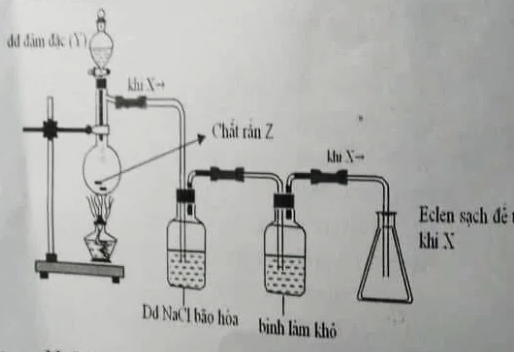 dd đậm đặc (Y)
khí X→
Chất rắn Z
khí X→
Eclen sạch để
khí X
Dd NaCl bão hòa
bình làm khô